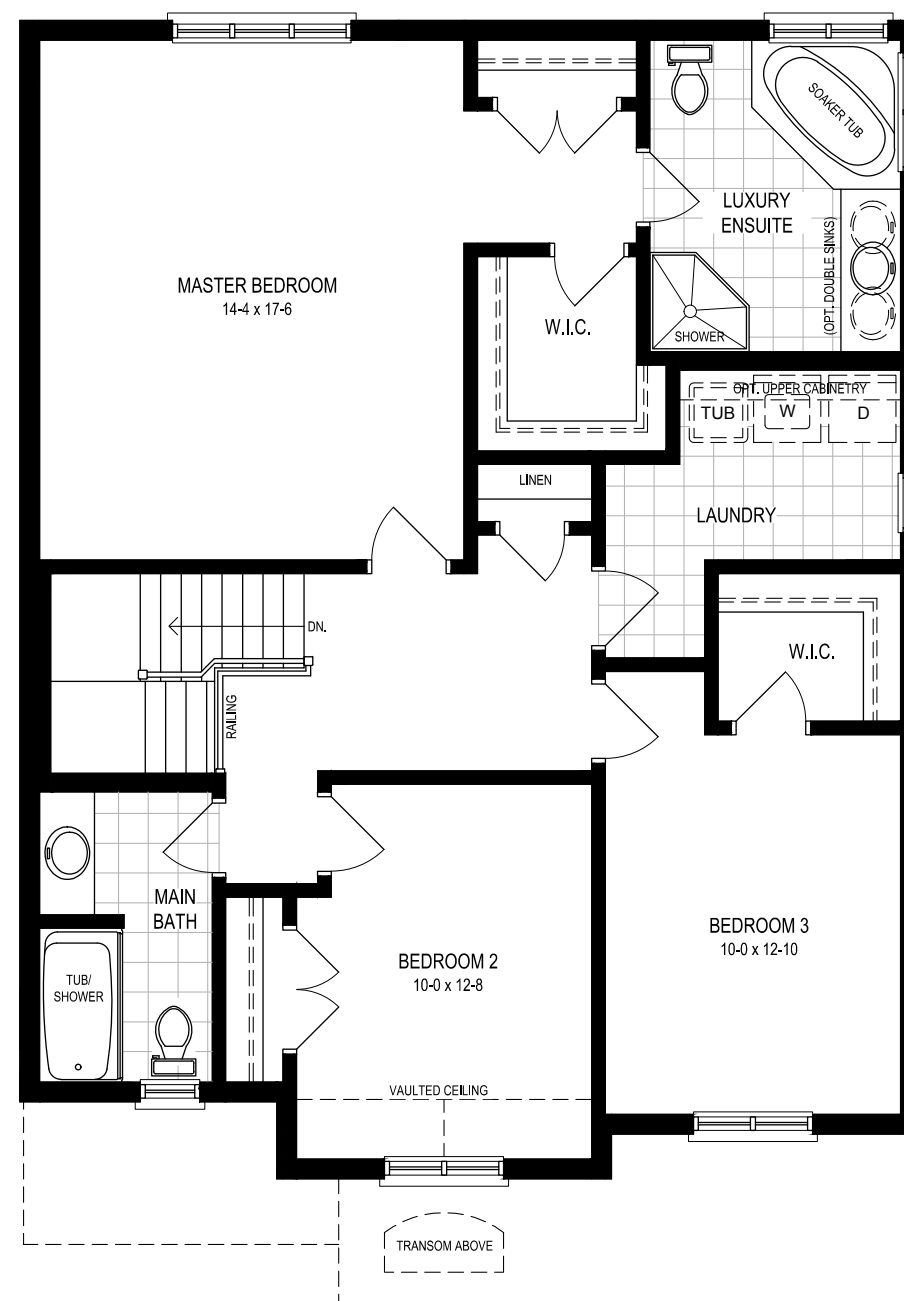 SOAKER TUB
LUXURY
ENSUITE
(OPT. DOUBLE SINKS)
MASTER BEDROOM
14-4 x 17-6
W.I.C.
SHOWER
OPT. UPPER CABINETRY
TUB
W
D
LINEN
LAUNDRY
DN.
W.I.C.
RAILING
MAIN
BATH
BEDROOM 3
10-0 x 12-10
BEDROOM 2
10-0 x 12-8
TUB/
SHOWER
VAULTED CEILING
TRANSOM ABOVE